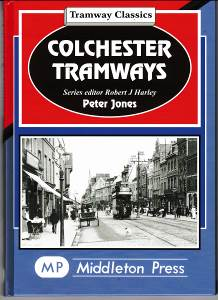 Tramway Classics
COLCHESTER
TRAMWAYS
Series editor Robert J Harley
Peter Jones
MP Middleton Press